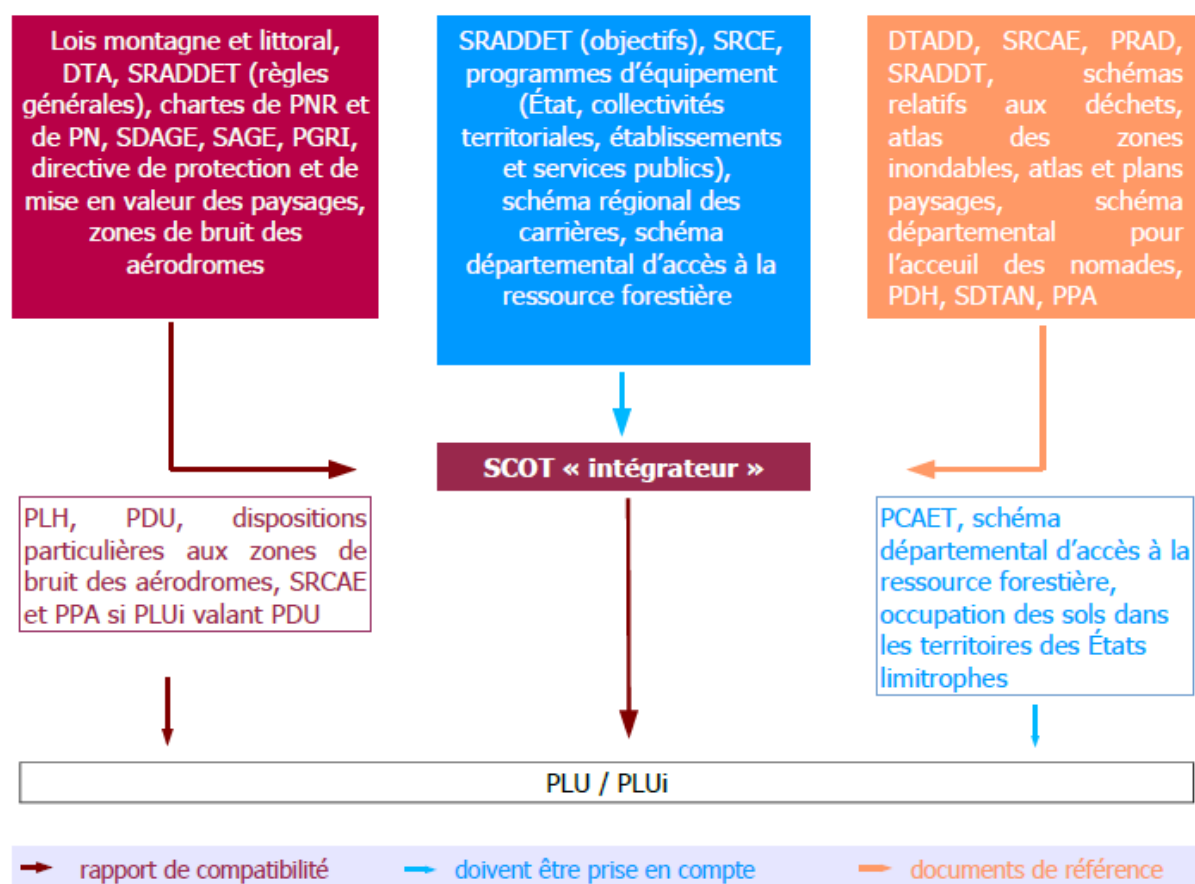 Lois montagne et littoral,
DTA, SRADDET (règles
générales), chartes de PNR et
de PN, SDAGE, SAGE, PGRI,
directive de protection et de
mise en valeur des paysages,
zones de bruit des
aérodromes
SRADDET (objectifs), SRCE,
programmes d'équipement
(État, collectivités
territoriales, établissements
et services publics),
schéma régional des
carrières, schéma
départemental d'accès à la
ressource forestière
DTADD, SRCAE, PRAD,
SRADDT, schémas
relatifs aux déchets,
atlas des zones
inondables, atlas et plans
paysages, schéma
départemental pour
l'acceuil des nomades,
PDH, SDTAN, PPA
SCOT « intégrateur »
PLH, PDU, dispositions
particulières aux zones de
bruit des aérodromes, SRCAE
et PPA si PLUi valant PDU
PCAET, schéma
départemental d'accès à la
ressource forestière,
occupation des sols dans
les territoires des États
limitrophes
PLU / PLUi
rapport de compatibilité
doivent être prise en compte
documents de référence